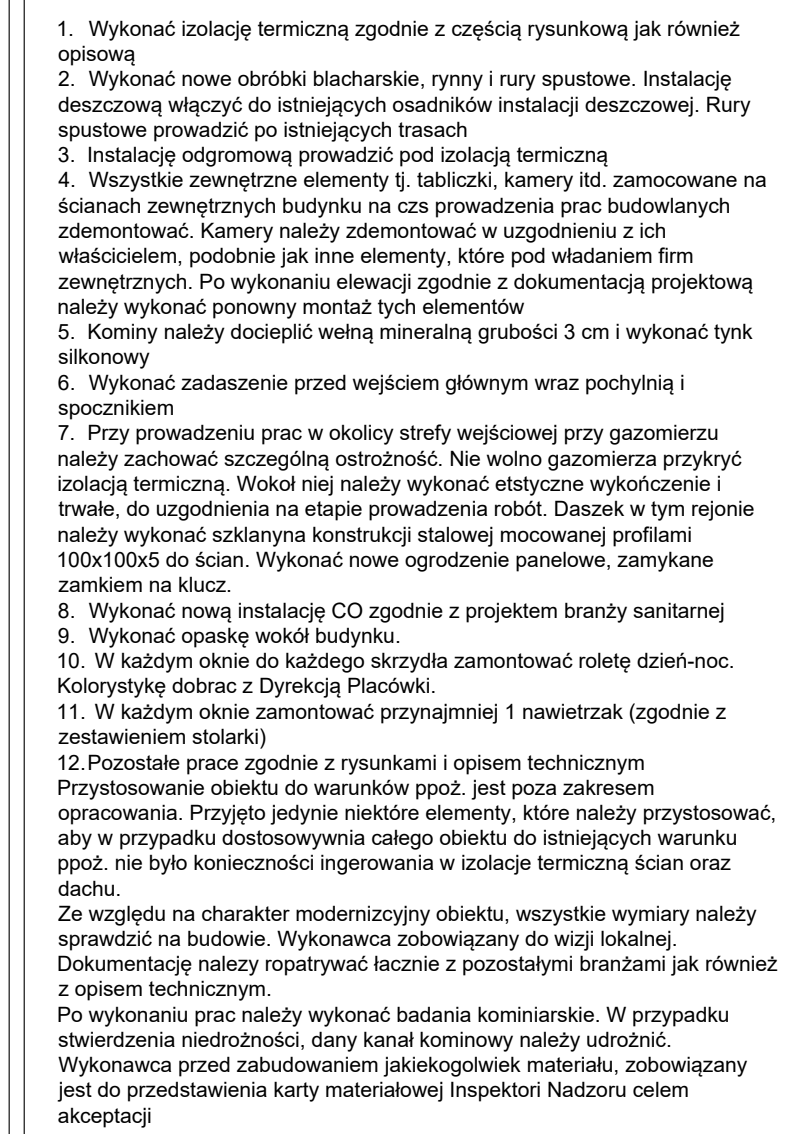 1. Wykonać izolację termiczną zgodnie z częścią rysunkową jak również
opisową
2. Wykonać nowe obróbki blacharskie, rynny i rury spustowe. Instalację
deszczową włączyć do istniejących osadników instalacji deszczowej. Rury
spustowe prowadzić po istniejących trasach
3. Instalację odgromową prowadzić pod izolacją termiczną
4. Wszystkie zewnętrzne elementy tj. tabliczki, kamery itd. zamocowane na
ścianach zewnętrznych budynku na czs prowadzenia prac budowlanych
zdemontować. Kamery należy zdemontować w uzgodnieniu z ich
właścicielem, podobnie jak inne elementy, które pod władaniem firm
zewnętrznych. Po wykonaniu elewacji zgodnie z dokumentacją projektową
należy wykonać ponowny montaż tych elementów
5. Kominy należy docieplić wełną mineralną grubości 3 cm i wykonać tynk
silkonowy
6. Wykonać zadaszenie przed wejściem głównym wraz pochylnią i
spocznikiem
7. Przy prowadzeniu prac w okolicy strefy wejściowej przy gazomierzu
należy zachować szczególną ostrożność. Nie wolno gazomierza przykryć
izolacją termiczną. Wokoł niej należy wykonać etstyczne wykończenie i
trwałe, do uzgodnienia na etapie prowadzenia robót. Daszek w tym rejonie
należy wykonać szklanyna konstrukcji stalowej mocowanej profilami
100x100x5 do ścian. Wykonać nowe ogrodzenie panelowe, zamykane
zamkiem na klucz.
8. Wykonać nową instalację CO zgodnie z projektem branży sanitarnej
9. Wykonać opaskę wokół budynku.
10. W każdym oknie do każdego skrzydła zamontować roletę dzień-noc.
Kolorystykę dobrac z Dyrekcją Placówki.
11. W każdym oknie zamontować przynajmniej 1 nawietrzak (zgodnie z
zestawieniem stolarki)
12.Pozostałe prace zgodnie z rysunkami i opisem technicznym
Przystosowanie obiektu do warunków ppoż. jest poza zakresem
opracowania. Przyjęto jedynie niektóre elementy, które należy przystosować,
aby w przypadku dostosowywnia całego obiektu do istniejących warunku
ppoż. nie było konieczności ingerowania w izolacje termiczną ścian oraz
dachu.
Ze względu na charakter modernizcyjny obiektu, wszystkie wymiary należy
sprawdzić na budowie. Wykonawca zobowiązany do wizji lokalnej.
Dokumentację nalezy ropatrywać łacznie z pozostałymi branżami jak również
z opisem technicznym.
Po wykonaniu prac należy wykonać badania kominiarskie. W przypadku
stwierdzenia niedrożności, dany kanał kominowy należy udrożnić.
Wykonawca przed zabudowaniem jakiekogolwiek materiału, zobowiązany
jest do przedstawienia karty materiałowej Inspektori Nadzoru celem
akceptacji